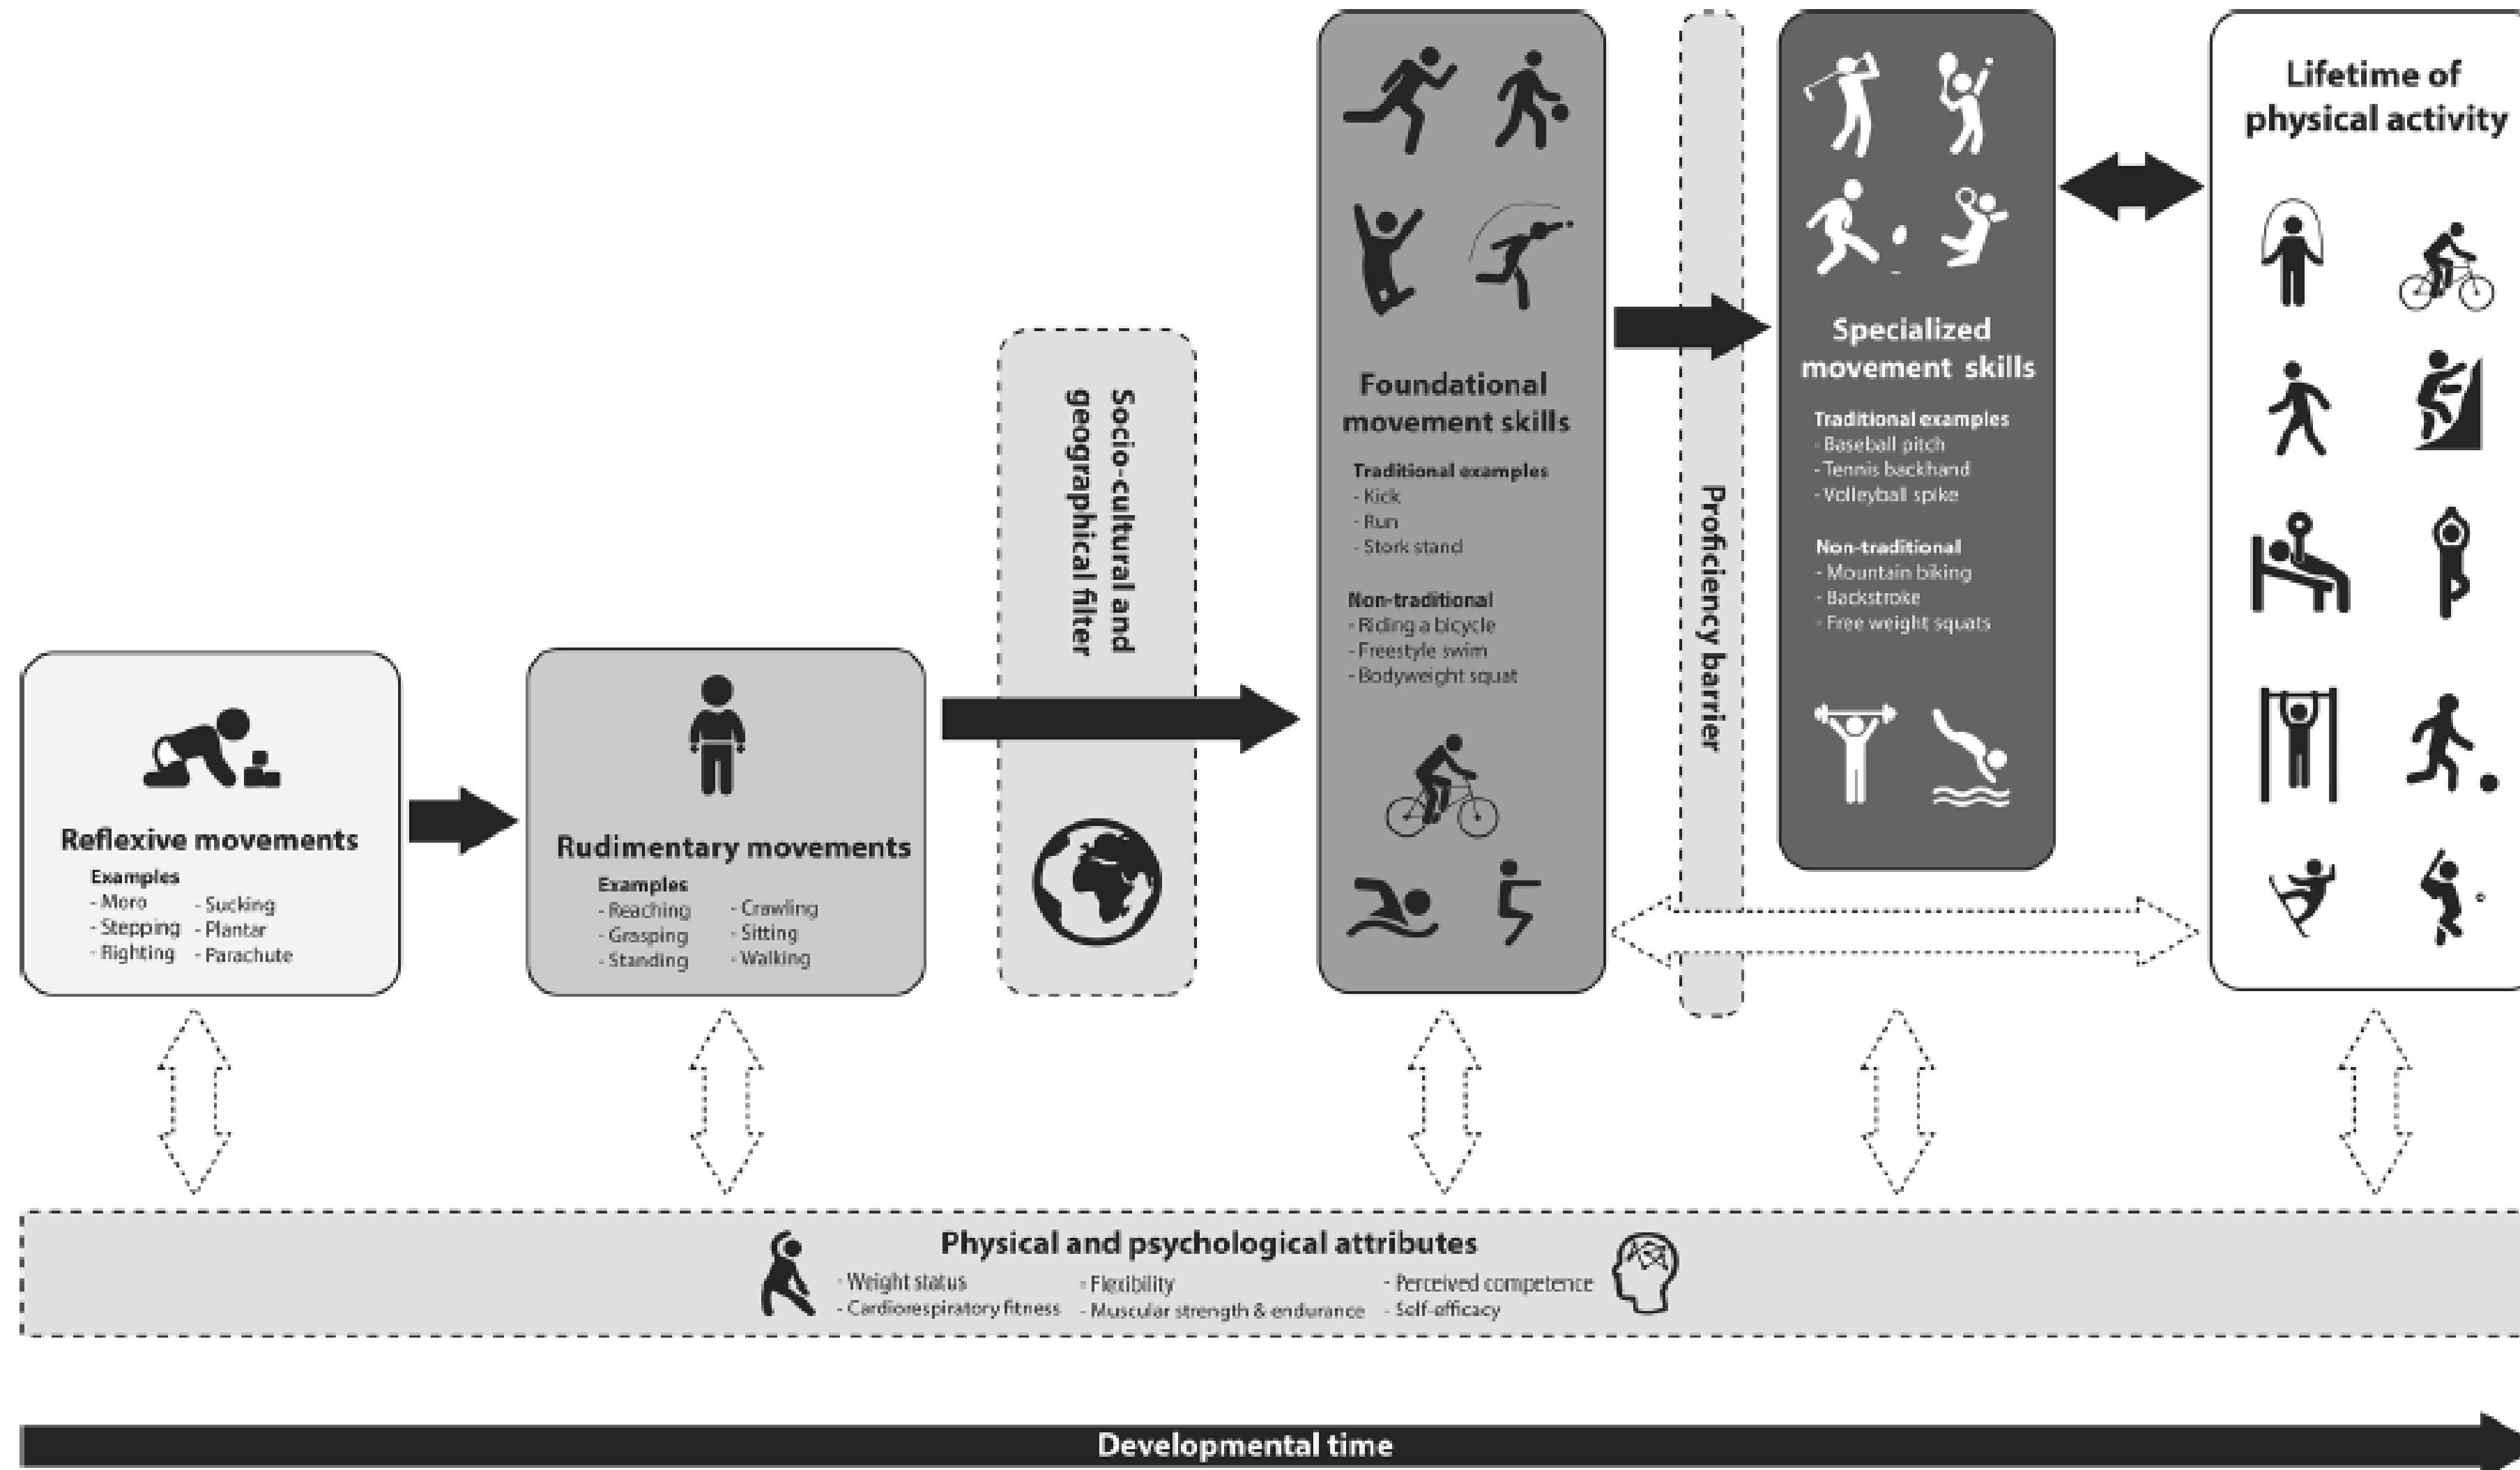 Reflexive movements
Examples
- Moro
- Stepping
- Righting
- Sucking
- Plantar
- Parachute
Rudimentary movements
Examples
- Reaching
- Grasping
- Standing
- Crawling
- Sitting
- Walking
Socio-cultural and
geographical filter
Foundational
movement skills
Traditional examples
- Kick
- Run
- Stork stand
Non-traditional
- Riding a bicycle
- Freestyle swim
- Bodyweight squat
Proficiency barrier
Specialized
movement skills
Traditional examples
- Baseball pitch
- Tennis backhand
- Volleyball spike
Non-traditional
- Mountain biking
- Backstroke
- Free weight squats
Lifetime of
physical activity
Physical and psychological attributes
- Weight status
- Cardiorespiratory fitness
- Flexibility
- Muscular strength & endurance
- Perceived competence
- Self-efficacy
Developmental time